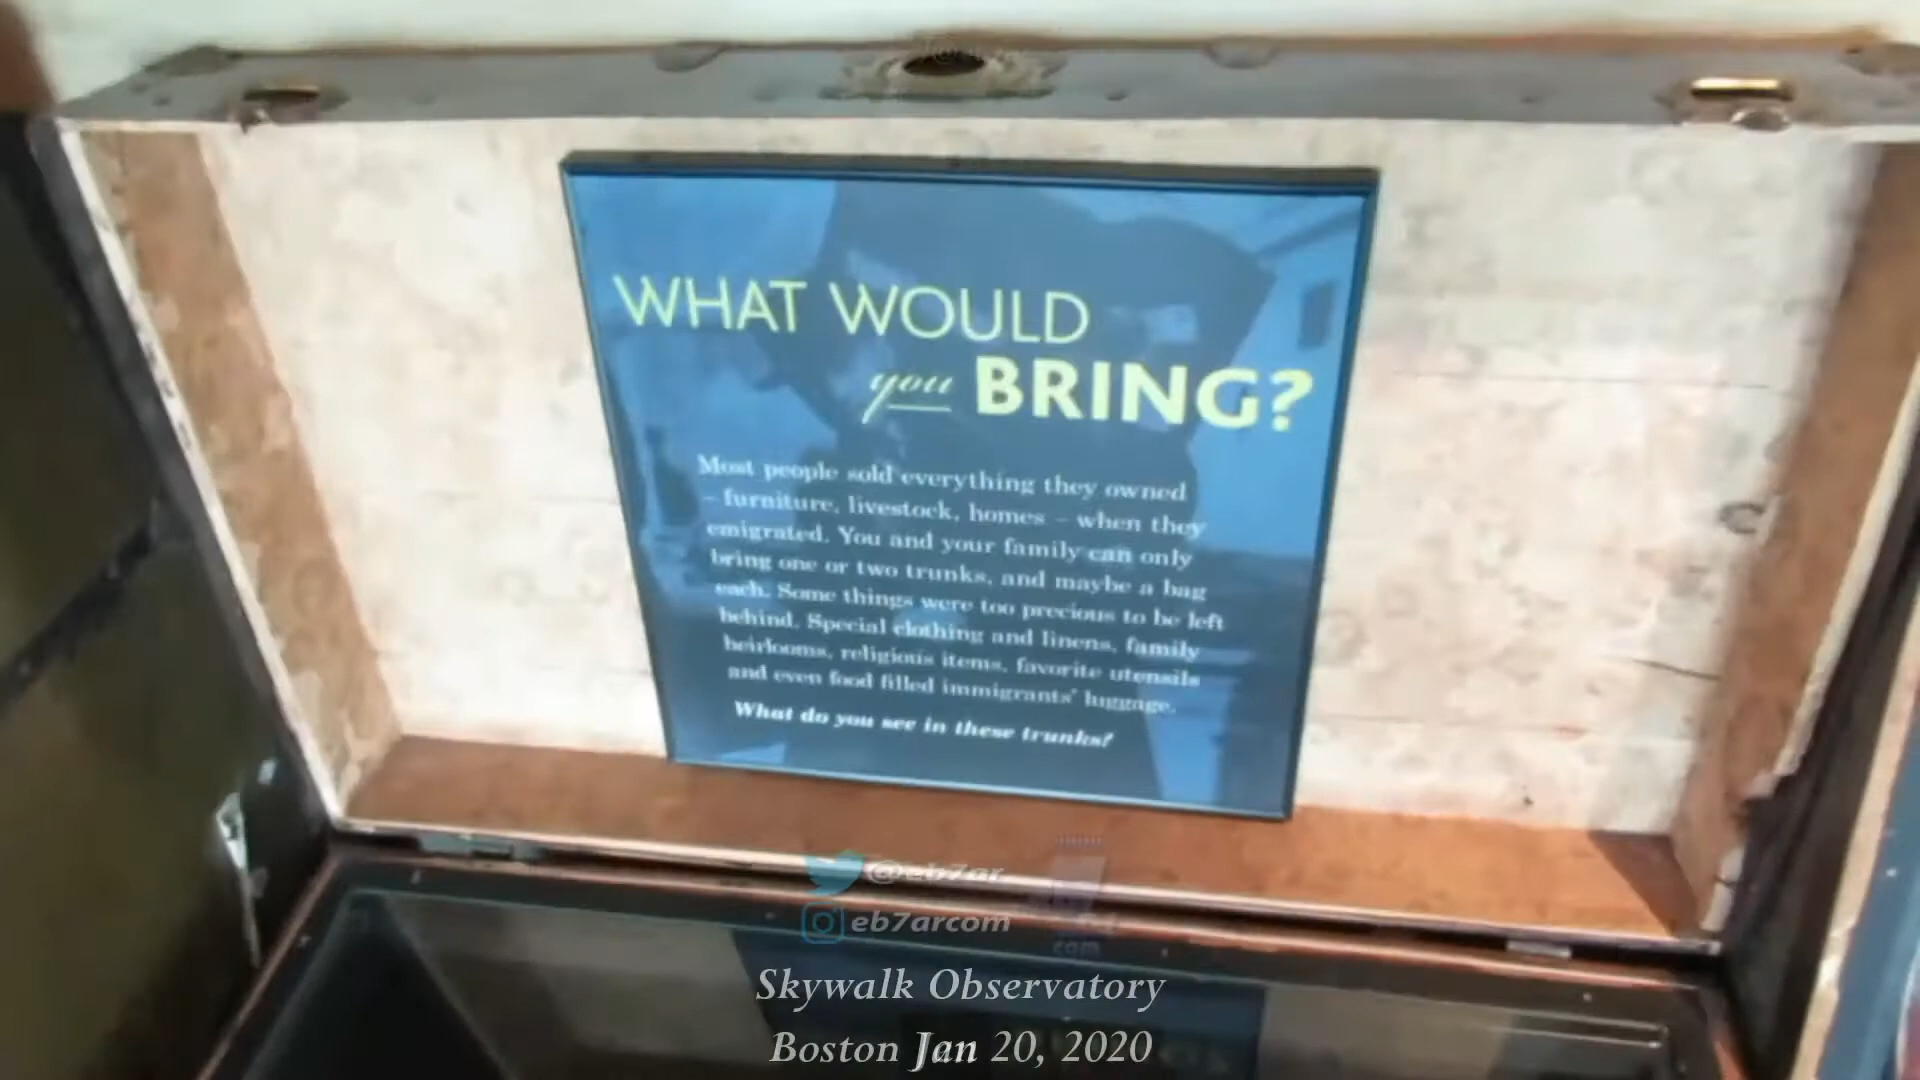 WHAT WOULD
you BRING?
Most people sold everything they owned
– furniture, livestock, homes – when they
emigrated. You and your family can only
bring one or two trunks, and maybe a bag
each. Some things were too precious to be left
behind. Special clothing and linens, family
heirlooms, religious items, favorite utensils
and even food filled immigrants' luggage.
What do you see in these trunks?
@eb7ar
eb7arcom
com
Skywalk Observatory
Boston Jan 20, 2020